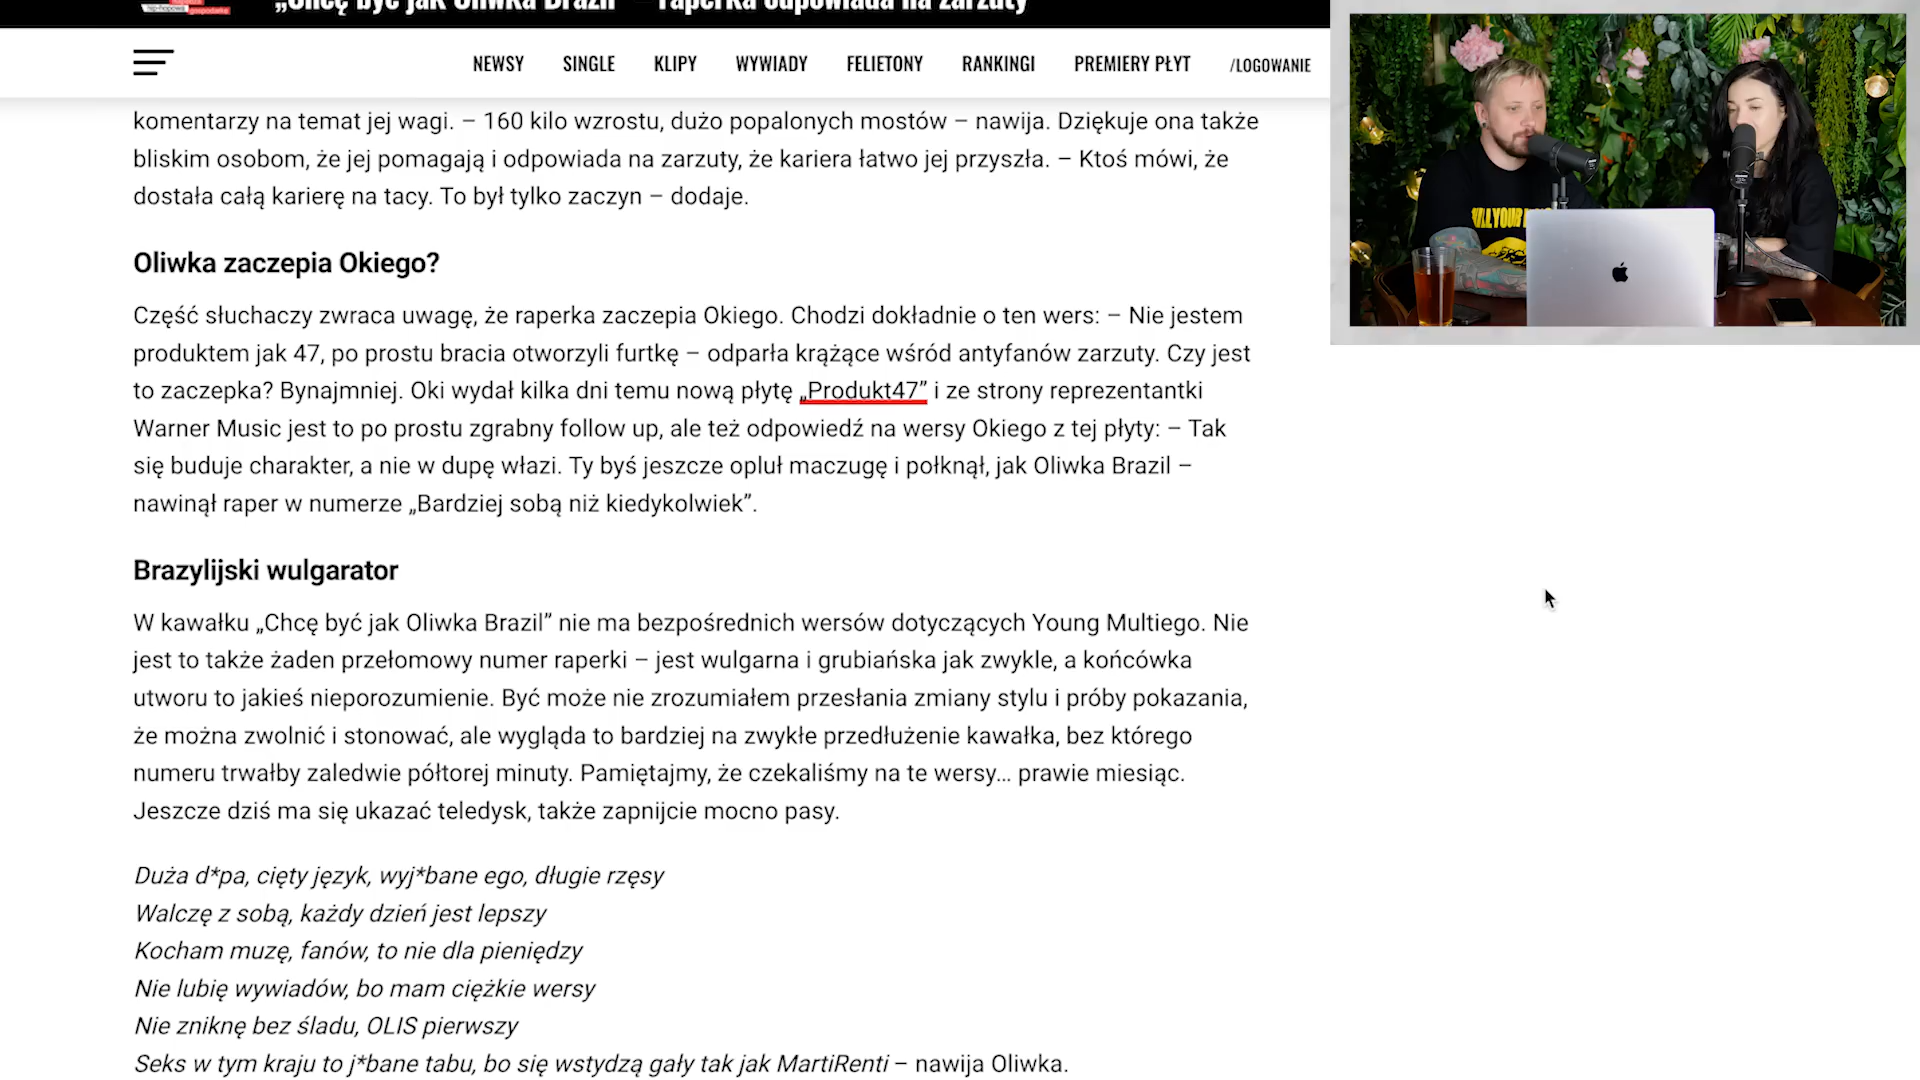 „Chcę być jak Oliwka Brazil” – raperka odpowiada na zarzuty
NEWSY SINGLE KLIPY WYWIADY FELIETONY RANKINGI PREMIERY PŁYT /LOGOWANIE
komentarzy na temat jej wagi. – 160 kilo wzrostu, dużo popalonych mostów – nawija. Dziękuje ona także
bliskim osobom, że jej pomagają i odpowiada na zarzuty, że kariera łatwo jej przyszła. – Ktoś mówi, że
dostała całą karierę na tacy. To był tylko zaczyn – dodaje.
Oliwka zaczepia Okiego?
Część słuchaczy zwraca uwagę, że raperka zaczepia Okiego. Chodzi dokładnie o ten wers: – Nie jestem
produktem jak 47, po prostu bracia otworzyli furtkę – odparła krążące wśród antyfanów zarzuty. Czy jest
to zaczepka? Bynajmniej. Oki wydał kilka dni temu nową płytę „Produkt47” i ze strony reprezentantki
Warner Music jest to po prostu zgrabny follow up, ale też odpowiedź na wersy Okiego z tej płyty: – Tak
się buduje charakter, a nie w dupę włazi. Ty byś jeszcze opluł maczugę i połknął, jak Oliwka Brazil –
nawinął raper w numerze „Bardziej sobą niż kiedykolwiek”.
Brazylijski wulgarator
W kawałku „Chcę być jak Oliwka Brazil” nie ma bezpośrednich wersów dotyczących Young Multiego. Nie
jest to także żaden przełomowy numer raperki – jest wulgarna i grubiańska jak zwykle, a końcówka
utworu to jakieś nieporozumienie. Być może nie zrozumiałem przesłania zmiany stylu i próby pokazania,
że można zwolnić i stonować, ale wygląda to bardziej na zwykłe przedłużenie kawałka, bez którego
numeru trwałby zaledwie półtorej minuty. Pamiętajmy, że czekaliśmy na te wersy… prawie miesiąc.
Jeszcze dziś ma się ukazać teledysk, także zapnijcie mocno pasy.
Duża d*pa, cięty język, wyj*bane ego, długie rzęsy
Walczę z sobą, każdy dzień jest lepszy
Kocham muzę, fanów, to nie dla pieniędzy
Nie lubię wywiadów, bo mam ciężkie wersy
Nie zniknę bez śladu, OLIS pierwszy
Seks w tym kraju to j*bane tabu, bo się wstydzą gały tak jak MartiRenti – nawija Oliwka.